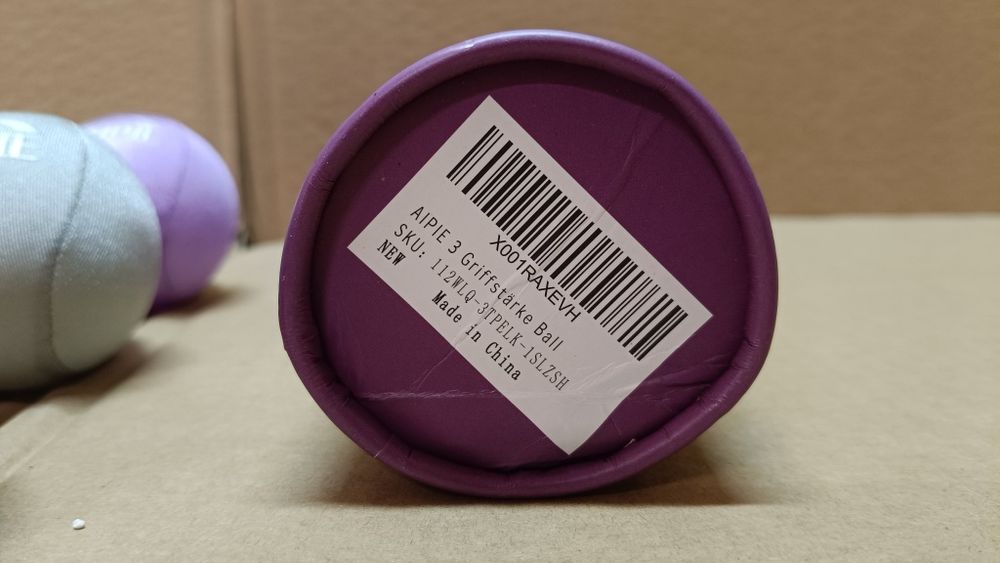 X001RAXEVH
AIPIE 3 Griffstärke Ball
SKU: 112WLQ-3TPELK-1SLZSH
NEW
Made in China